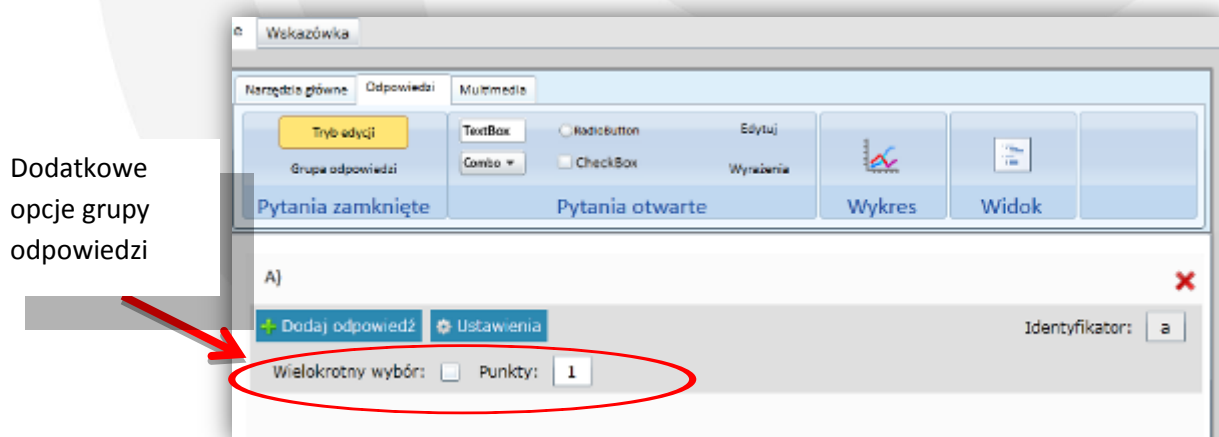 e Wskazówka
Narzędzia główne Odpowiedzi Multimedia
Tryb edycji TextBox RadioButton Edytuj
Grupa odpowiedzi Combo CheckBox Wyrażenia
Pytania zamknięte Pytania otwarte Wykres Widok
Dodatkowe
opcje grupy
odpowiedzi
A)
Dodaj odpowiedź Ustawienia Identyfikator: a
Wielokrotny wybór: Punkty: 1